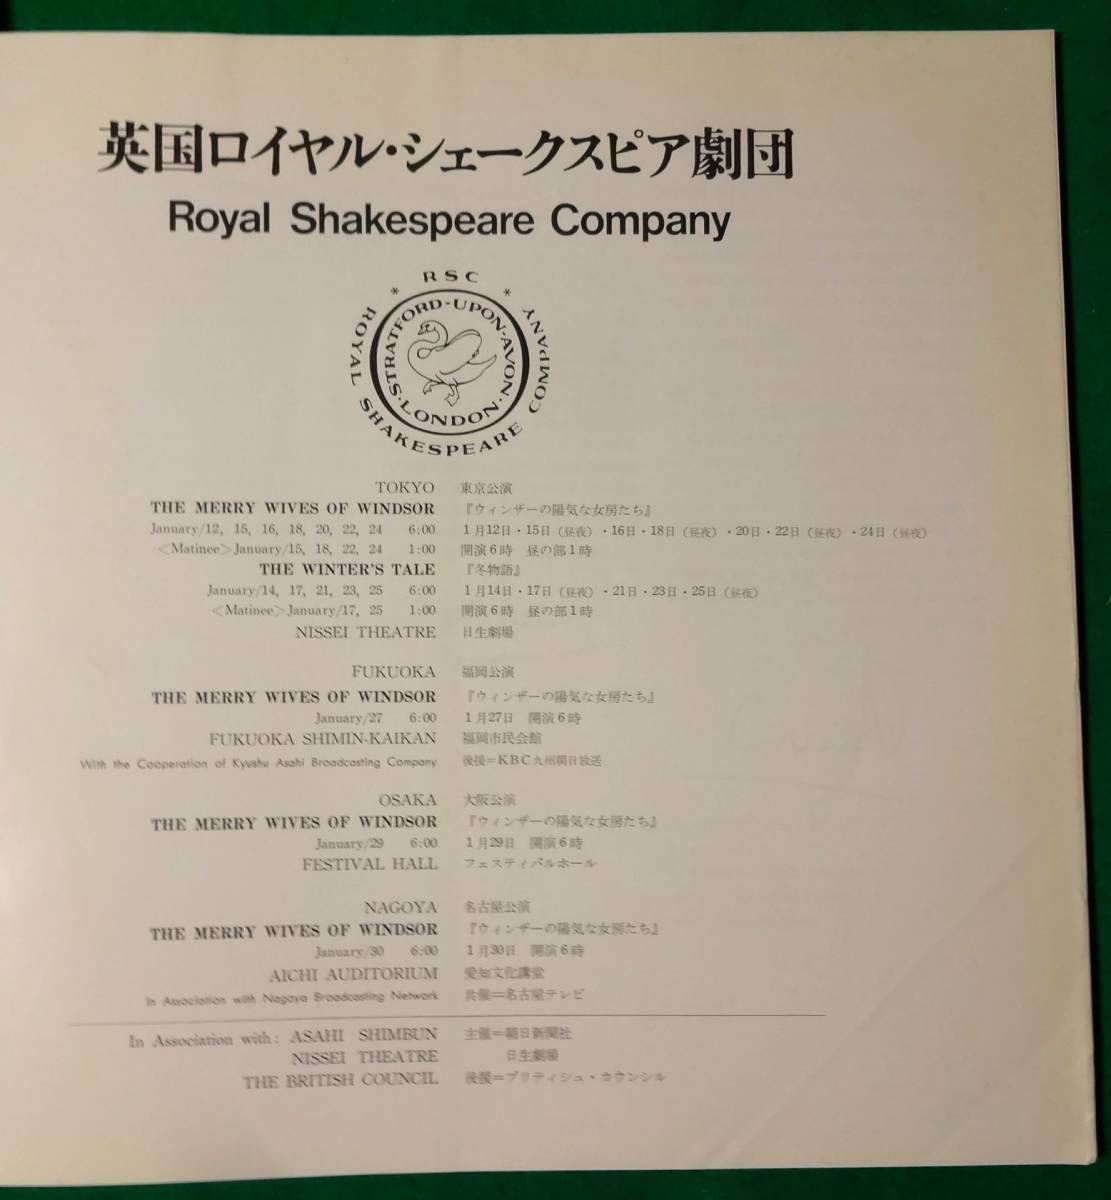 英国ロイヤル・シェークスピア劇団
Royal Shakespeare Company
* RSC *
ROYAL SHAKESPEARE COMPANY
STRATFORD-UPON-AVON・LONDON・
TOKYO 東京公演
THE MERRY WIVES OF WINDSOR 『ウィンザーの陽気な女房たち』
January/12, 15, 16, 18, 20, 22, 24 6:00 1月12日・15日（昼夜）・16日・18日（昼夜）・20日・22日（昼夜）・24日（昼夜）
<Matinee>January/15, 18, 22, 24 1:00 開演6時 昼の部1時
THE WINTER'S TALE 『冬物語』
January/14, 17, 21, 23, 25 6:00 1月14日・17日（昼夜）・21日・23日・25日（昼夜）
<Matinee>January/17, 25 1:00 開演6時 昼の部1時
NISSEI THEATRE 日生劇場
FUKUOKA 福岡公演
THE MERRY WIVES OF WINDSOR 『ウィンザーの陽気な女房たち』
January/27 6:00 1月27日 開演6時
FUKUOKA SHIMIN-KAIKAN 福岡市民会館
With the Cooperation of Kyushu Asahi Broadcasting Company 後援=KBC九州朝日放送
OSAKA 大阪公演
THE MERRY WIVES OF WINDSOR 『ウィンザーの陽気な女房たち』
January/29 6:00 1月29日 開演6時
FESTIVAL HALL フェスティバルホール
NAGOYA 名古屋公演
THE MERRY WIVES OF WINDSOR 『ウィンザーの陽気な女房たち』
January/30 6:00 1月30日 開演6時
AICHI AUDITORIUM 愛知文化講堂
In Association with Nagoya Broadcasting Network 共催=名古屋テレビ
In Association with: ASAHI SHIMBUN 主催=朝日新聞社
NISSEI THEATRE 日生劇場
THE BRITISH COUNCIL 後援=ブリティシュ・カウンシル